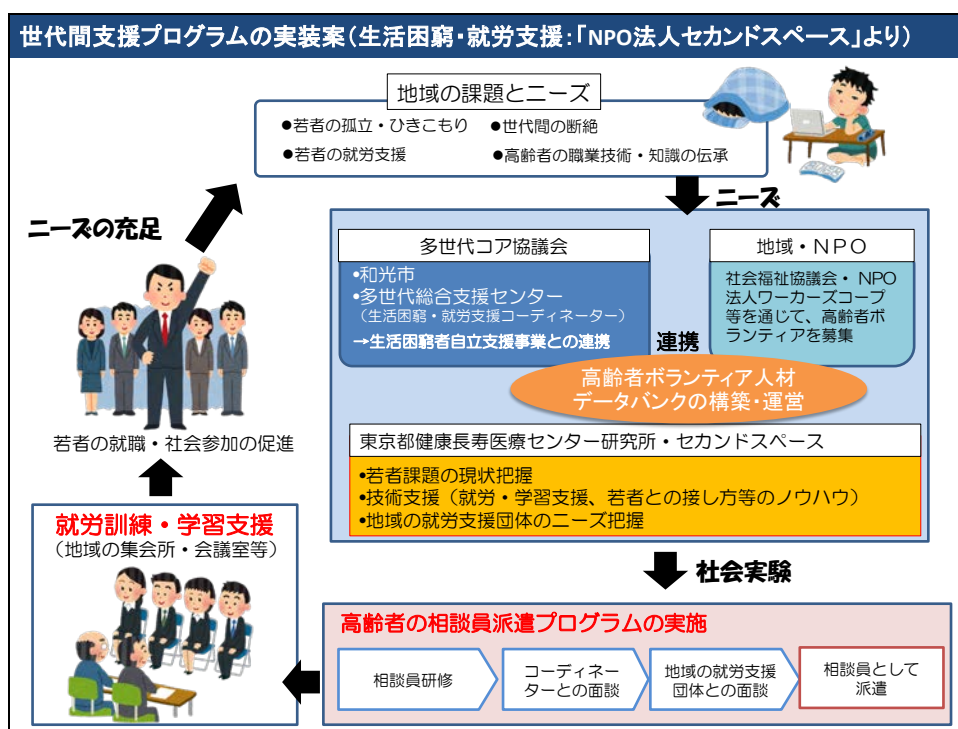 世代間支援プログラムの実装案（生活困窮・就労支援：「NPO法人セカンドスペース」より）
地域の課題とニーズ
●若者の孤立・ひきこもり　●世代間の断絶
●若者の就労支援　●高齢者の職業技術・知識の伝承
ニーズ
ニーズの充足
多世代コア協議会
•和光市
•多世代総合支援センター
（生活困窮・就労支援コーディネーター）
→生活困窮者自立支援事業との連携
連携
地域・ＮＰＯ
社会福祉協議会・ NPO
法人ワーカーズコープ
等を通じて、高齢者ボ
ランティアを募集
高齢者ボランティア人材
データバンクの構築・運営
東京都健康長寿医療センター研究所・セカンドスペース
•若者課題の現状把握
•技術支援（就労・学習支援、若者との接し方等のノウハウ）
•地域の就労支援団体のニーズ把握
社会実験
高齢者の相談員派遣プログラムの実施
相談員研修
コーディネー
ターとの面談
地域の就労支援
団体との面談
相談員として
派遣
就労訓練・学習支援
（地域の集会所・会議室等）
若者の就職・社会参加の促進